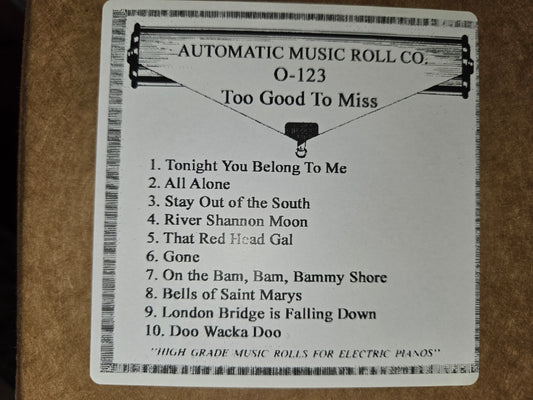 AUTOMATIC MUSIC ROLL CO.
O-123
Too Good To Miss
1. Tonight You Belong To Me
2. All Alone
3. Stay Out of the South
4. River Shannon Moon
5. That Red Head Gal
6. Gone
7. On the Bam, Bam, Bammy Shore
8. Bells of Saint Marys
9. London Bridge is Falling Down
10. Doo Wacka Doo
"HIGH GRADE MUSIC ROLLS FOR ELECTRIC PIANOS"